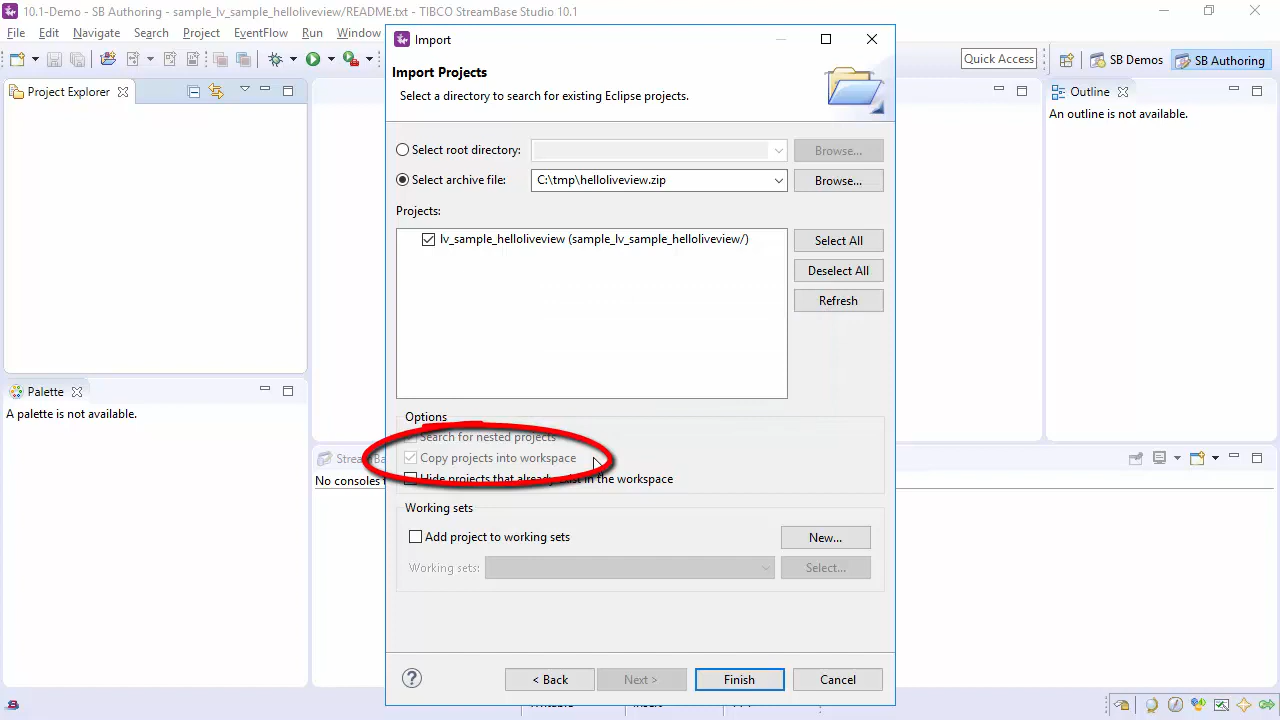 10.1-Demo - SB Authoring - sample_lv_sample_helloliveview/README.txt - TIBCO StreamBase Studio 10.1
File Edit Navigate Search Project EventFlow Run Window
Quick Access
SB Demos
SB Authoring
Project Explorer
Palette
A palette is not available.
Import
Import Projects
Select a directory to search for existing Eclipse projects.
Select root directory:
Browse...
Select archive file:
C:\tmp\helloliveview.zip
Browse...
Projects:
lv_sample_helloliveview (sample_lv_sample_helloliveview/)
Select All
Deselect All
Refresh
Options
Search for nested projects
Copy projects into workspace
Hide projects that already exist in the workspace
Working sets
Add project to working sets
New...
Working sets:
Select...
< Back
Next >
Finish
Cancel
Outline
An outline is not available.
No consoles